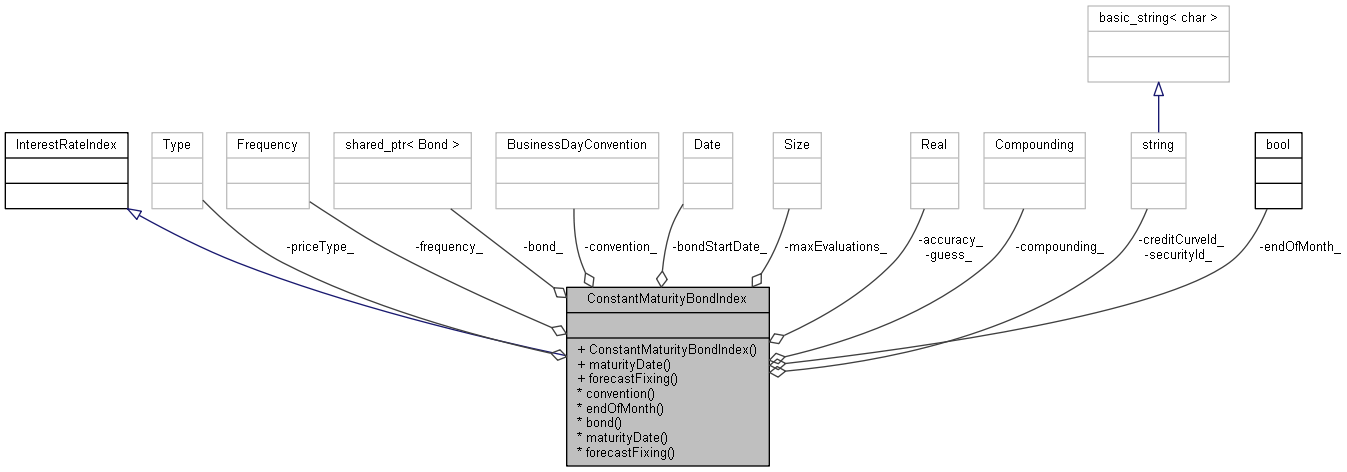 basic_string< char >
InterestRateIndex
Type
Frequency
shared_ptr< Bond >
BusinessDayConvention
Date
Size
Real
Compounding
string
bool
-priceType_
-frequency_
-bond_
-convention_
-bondStartDate_
-maxEvaluations_
-accuracy_
-guess_
-compounding_
-creditCurveId_
-securityId_
-endOfMonth_
ConstantMaturityBondIndex
+ ConstantMaturityBondIndex()
+ maturityDate()
+ forecastFixing()
* convention()
* endOfMonth()
* bond()
* maturityDate()
* forecastFixing()